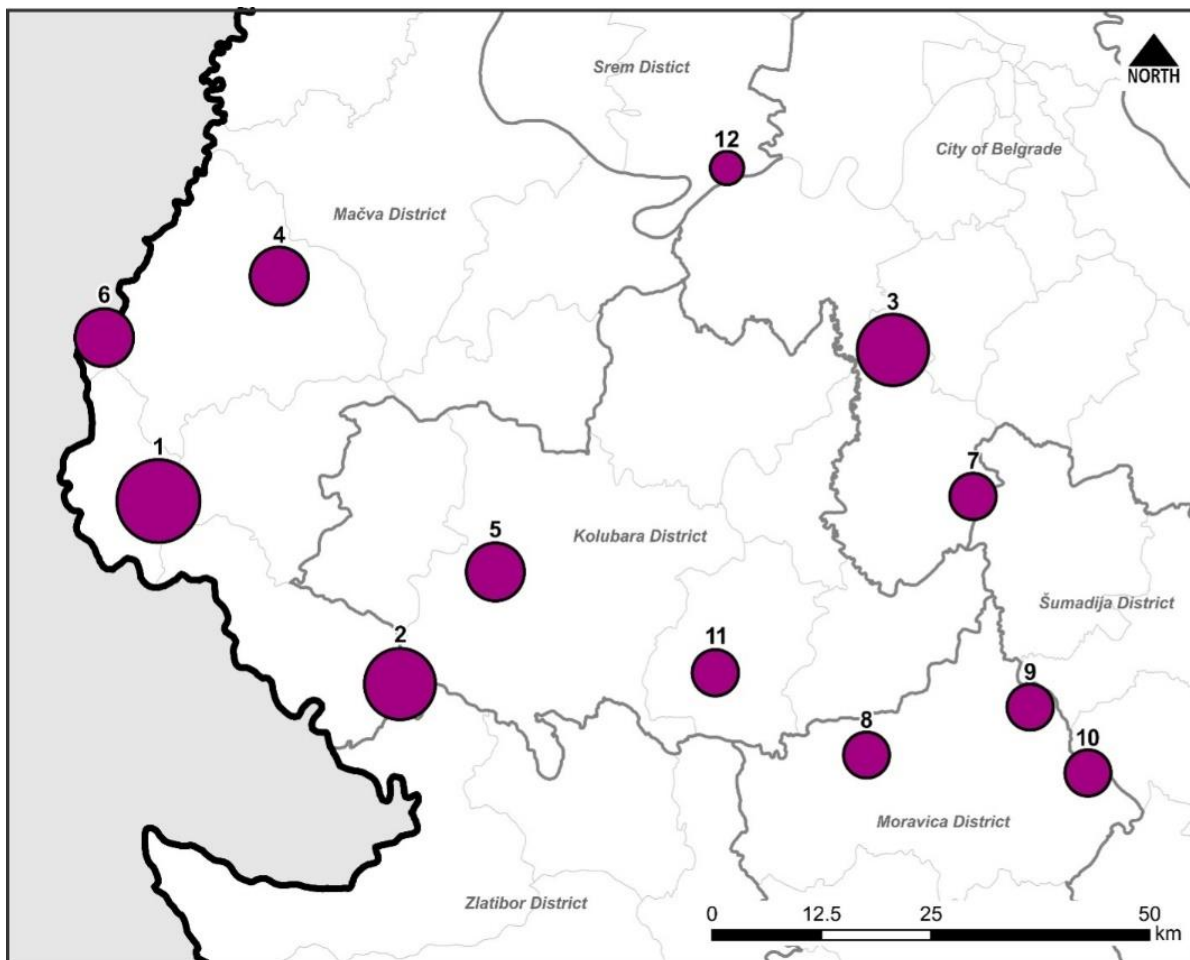 Srem Distict
NORTH
12
City of Belgrade
Mačva District
4
6
3
1
7
5
Kolubara District
Šumadija District
11
2
9
8
10
Moravica District
Zlatibor District
0 12.5 25 50
km